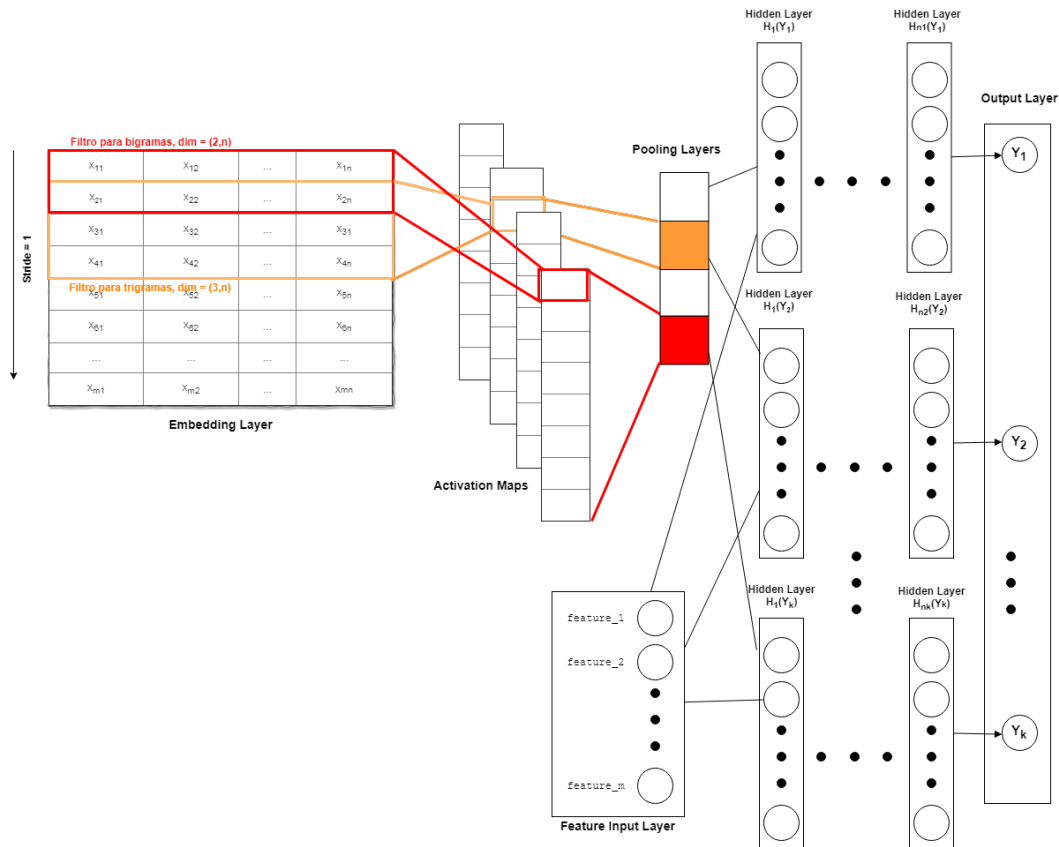 Hidden Layer
H1(Y1)
Hidden Layer
Hn1(Y1)
Output Layer
Filtro para bigramas, dim = (2,n)
Pooling Layers
Y1
X11 X12 ... X1n
X21 X22 ... X2n
X31 X32 ... X31
Stride = 1
X41 X42 ... X4n
Filtro para trigramas, dim = (3,n)
X51 X52 ... X5n
Hidden Layer
H1(Y2)
Hidden Layer
Hn2(Y2)
X61 X62 ... X6n
... ... ... ...
Xm1 Xm2 ... Xmn
Embedding Layer
Y2
Activation Maps
Hidden Layer
H1(Yk)
Hidden Layer
Hnk(Yk)
feature_1
feature_2
Yk
feature_m
Feature Input Layer